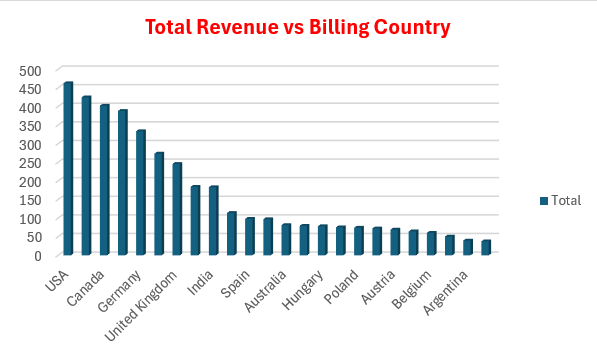 Total Revenue vs Billing Country
500
450
400
350
300
250
200
150
100
50
0
USA
Canada
Germany
United Kingdom
India
Spain
Australia
Hungary
Poland
Austria
Belgium
Argentina
Total